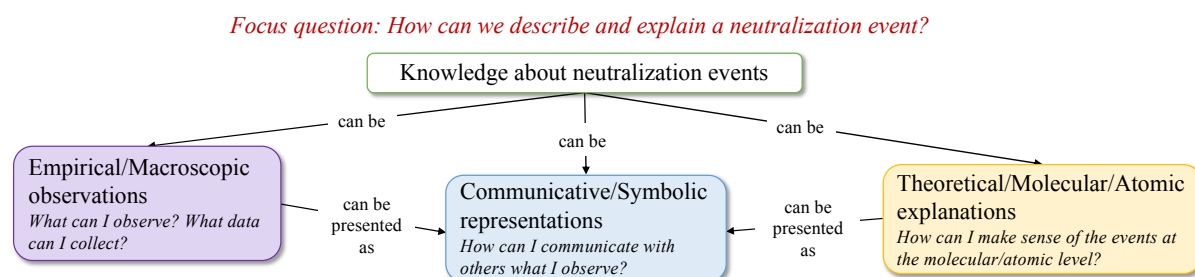 Focus question: How can we describe and explain a neutralization event?
Knowledge about neutralization events
can be
can be
can be
Empirical/Macroscopic
observations
What can I observe? What data
can I collect?
can be
presented
as
Communicative/Symbolic
representations
How can I communicate with
others what I observe?
can be
presented
as
Theoretical/Molecular/Atomic
explanations
How can I make sense of the events at
the molecular/atomic level?